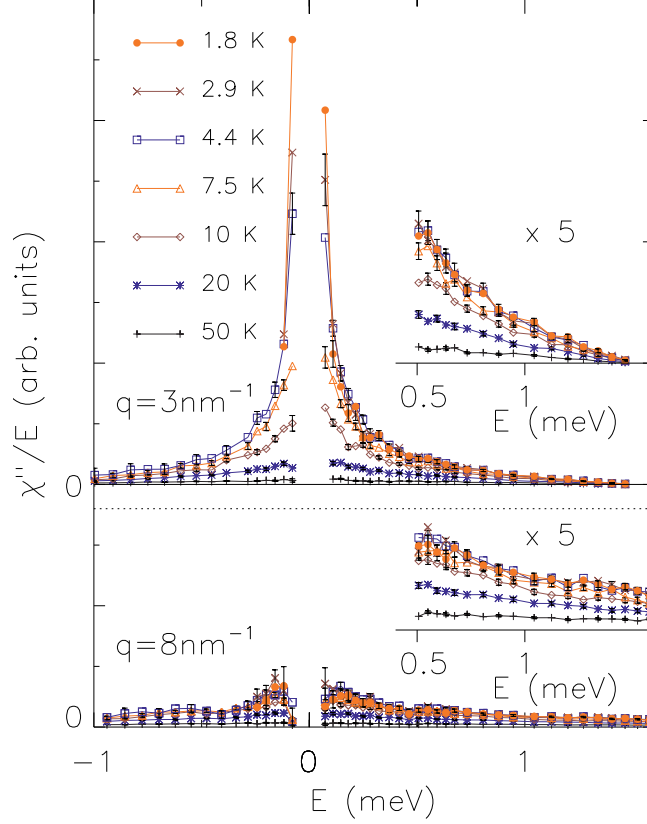 1.8 K
2.9 K
4.4 K
7.5 K
10 K
20 K
50 K
x 5
q=3nm⁻¹
0.5 1
E (meV)
χ''/E (arb. units)
0
x 5
q=8nm⁻¹
0.5 1
E (meV)
0
−1 0 1
E (meV)